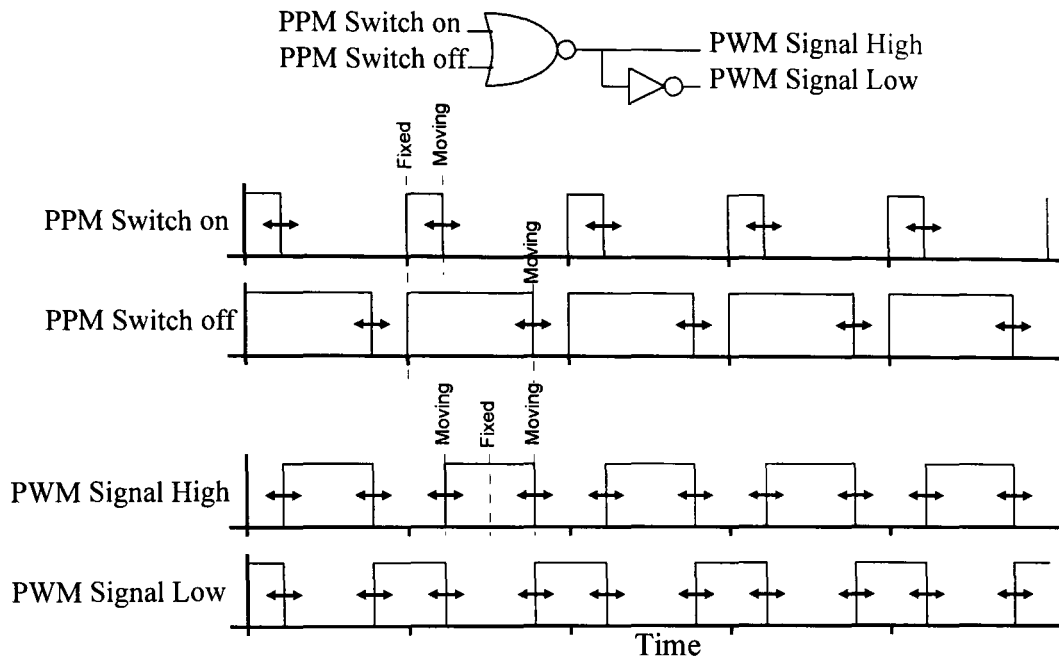 PPM Switch on
PPM Switch off
PWM Signal High
PWM Signal Low
Fixed
Moving
PPM Switch on
Moving
PPM Switch off
Moving
Fixed
Moving
PWM Signal High
PWM Signal Low
Time